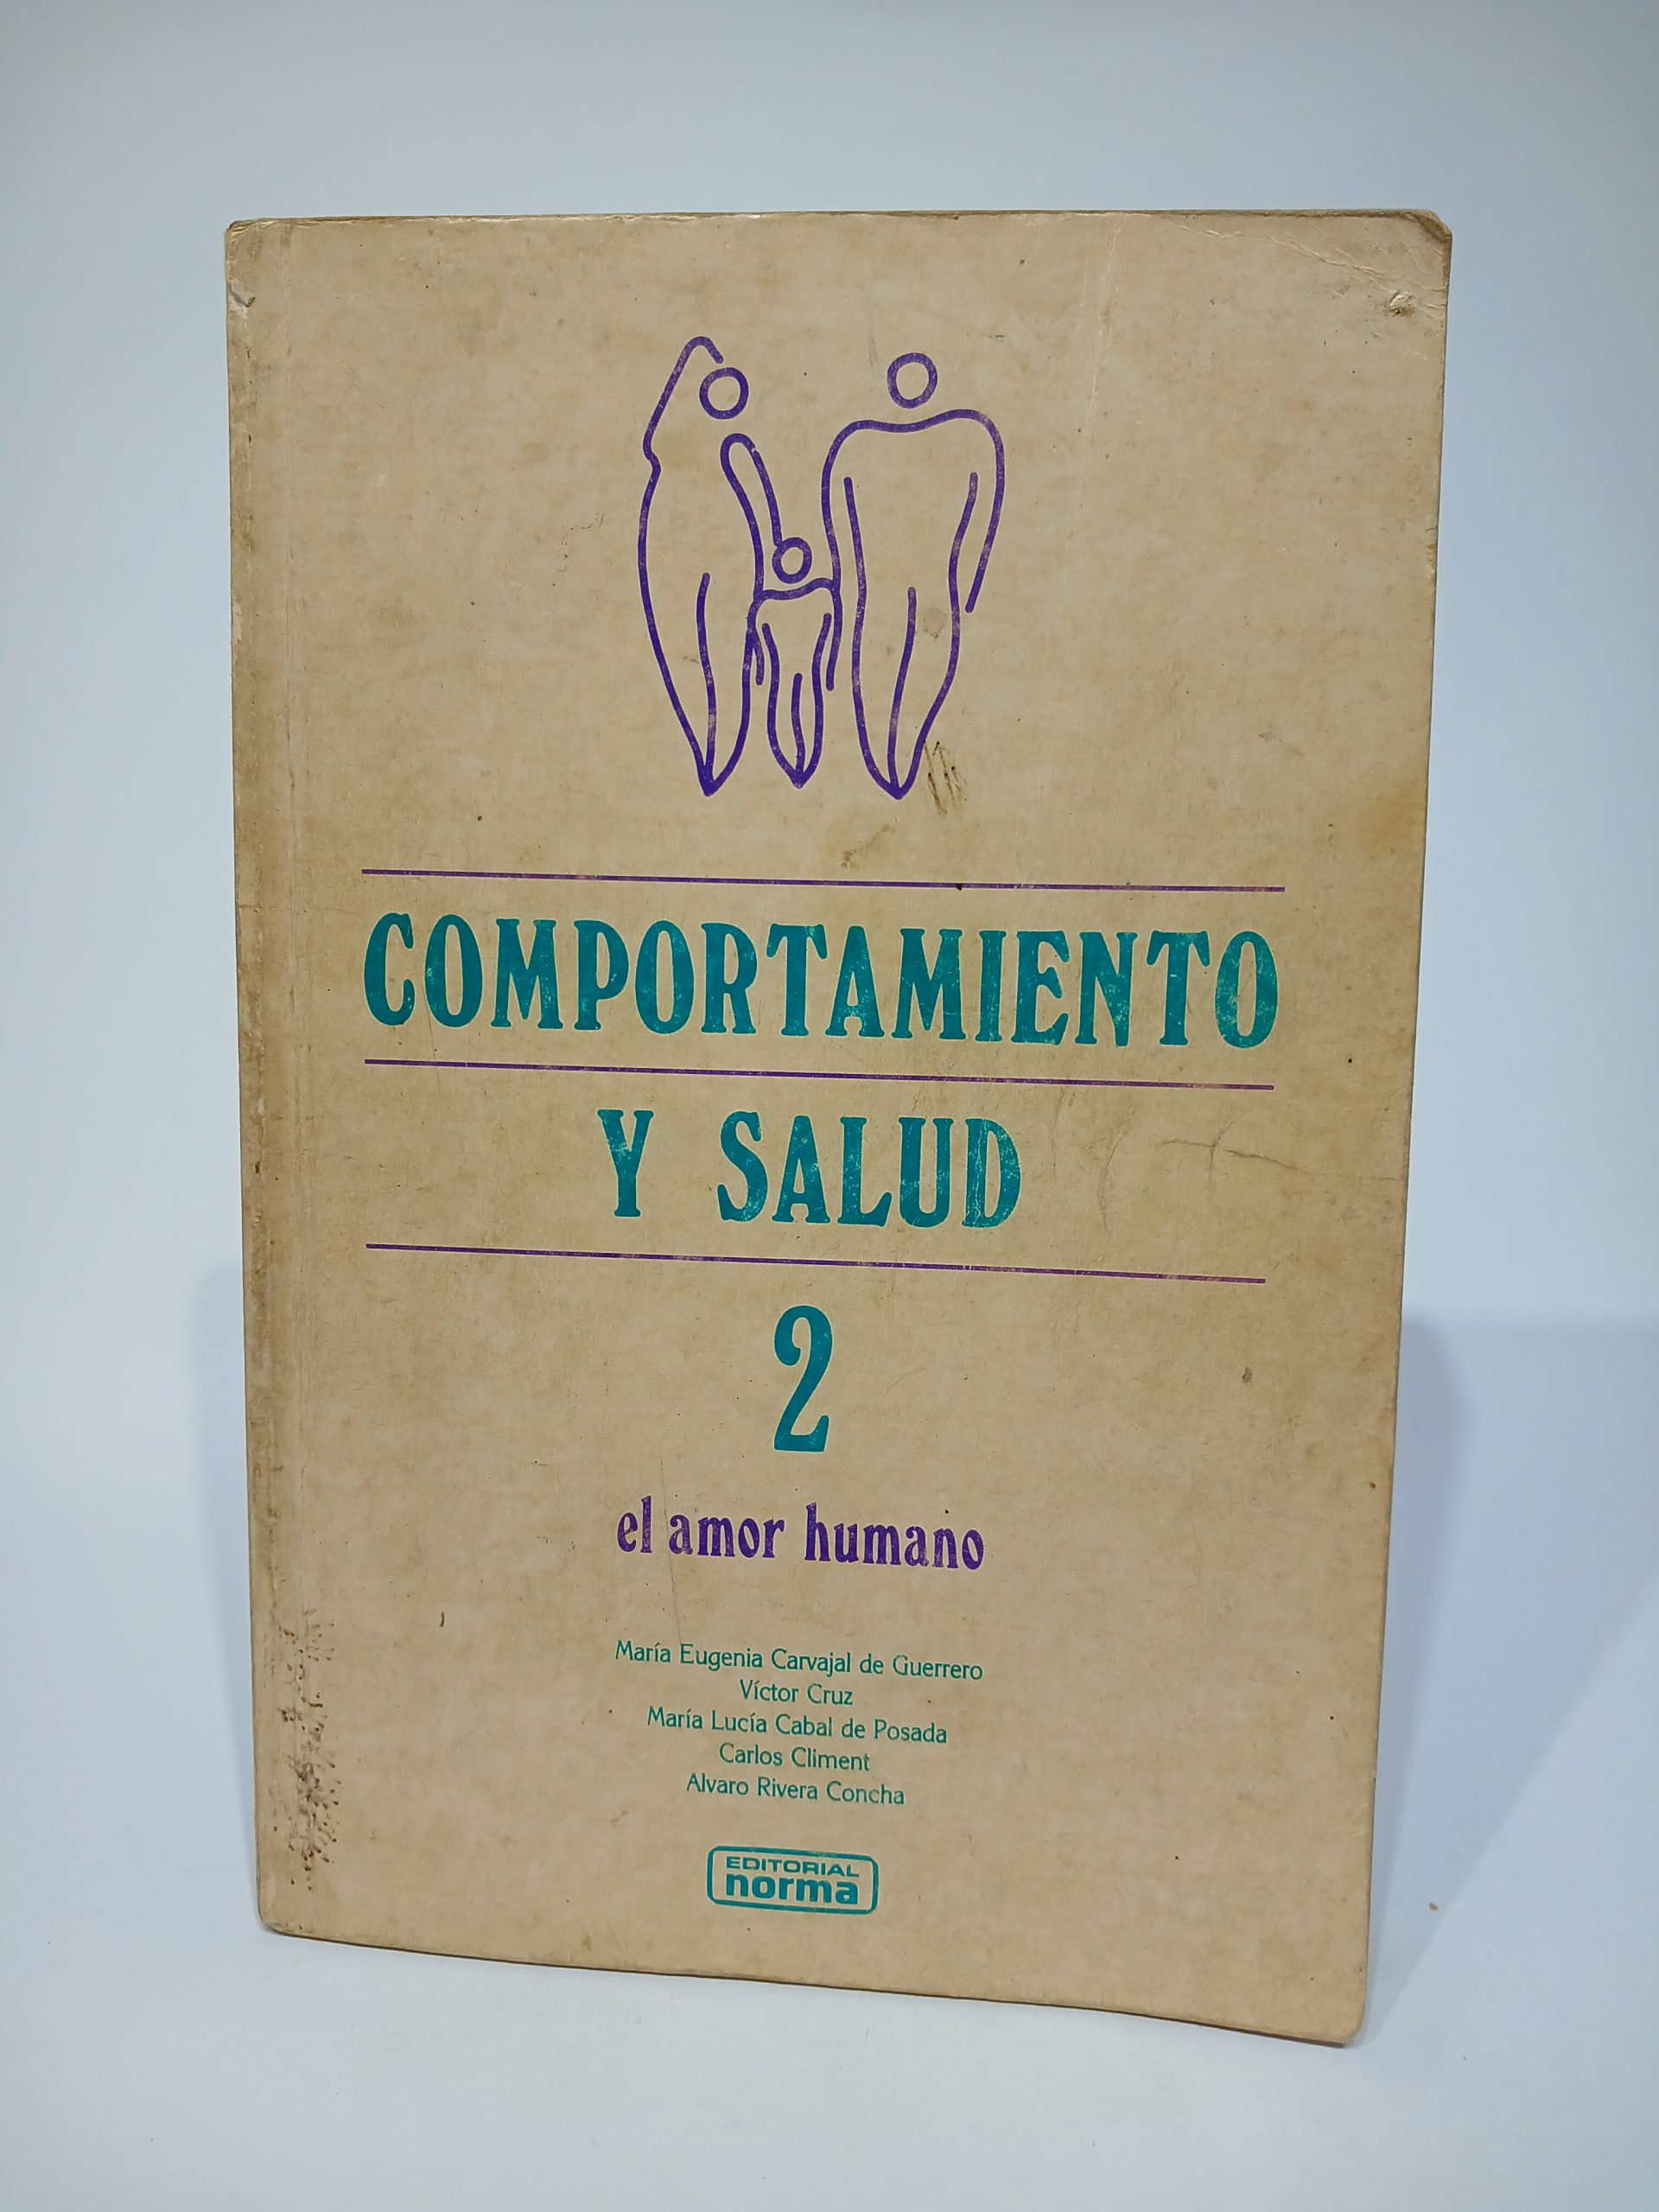 COMPORTAMIENTO
Y SALUD
2
el amor humano
María Eugenia Carvajal de Guerrero
Víctor Cruz
María Lucía Cabal de Posada
Carlos Climent
Alvaro Rivera Concha
EDITORIAL
norma